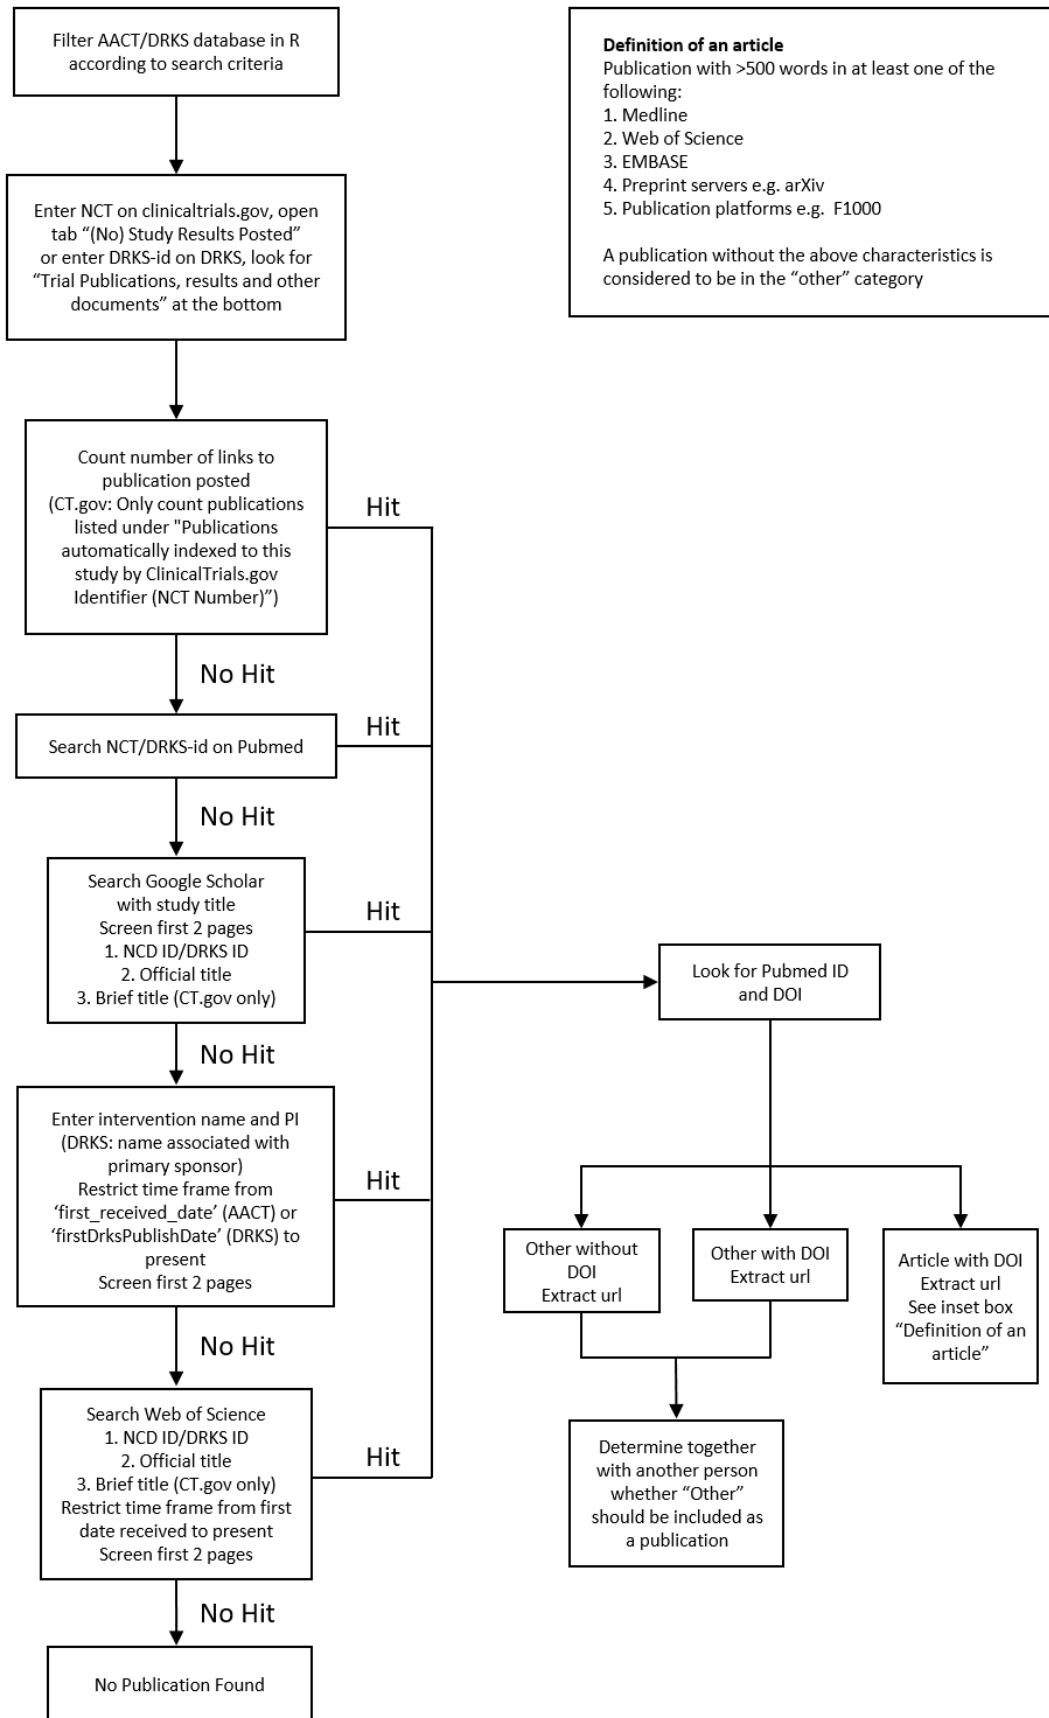 Filter AACT/DRKS database in R
according to search criteria
Definition of an article
Publication with >500 words in at least one of the
following:
1. Medline
2. Web of Science
3. EMBASE
4. Preprint servers e.g. arXiv
5. Publication platforms e.g. F1000
A publication without the above characteristics is
considered to be in the “other” category
Enter NCT on clinicaltrials.gov, open
tab “(No) Study Results Posted”
or enter DRKS-id on DRKS, look for
“Trial Publications, results and other
documents” at the bottom
Count number of links to
publication posted
(CT.gov: Only count publications
listed under "Publications
automatically indexed to this
study by ClinicalTrials.gov
Identifier (NCT Number)”)
Hit
No Hit
Search NCT/DRKS-id on Pubmed
Hit
No Hit
Search Google Scholar
with study title
Screen first 2 pages
1. NCD ID/DRKS ID
2. Official title
3. Brief title (CT.gov only)
Hit
No Hit
Enter intervention name and PI
(DRKS: name associated with
primary sponsor)
Restrict time frame from
‘first_received_date’ (AACT) or
‘firstDrksPublishDate’ (DRKS) to
present
Screen first 2 pages
Hit
No Hit
Search Web of Science
1. NCD ID/DRKS ID
2. Official title
3. Brief title (CT.gov only)
Restrict time frame from first
date received to present
Screen first 2 pages
Hit
No Hit
No Publication Found
Look for Pubmed ID
and DOI
Other without
DOI
Extract url
Other with DOI
Extract url
Article with DOI
Extract url
See inset box
“Definition of an
article”
Determine together
with another person
whether “Other”
should be included as
a publication